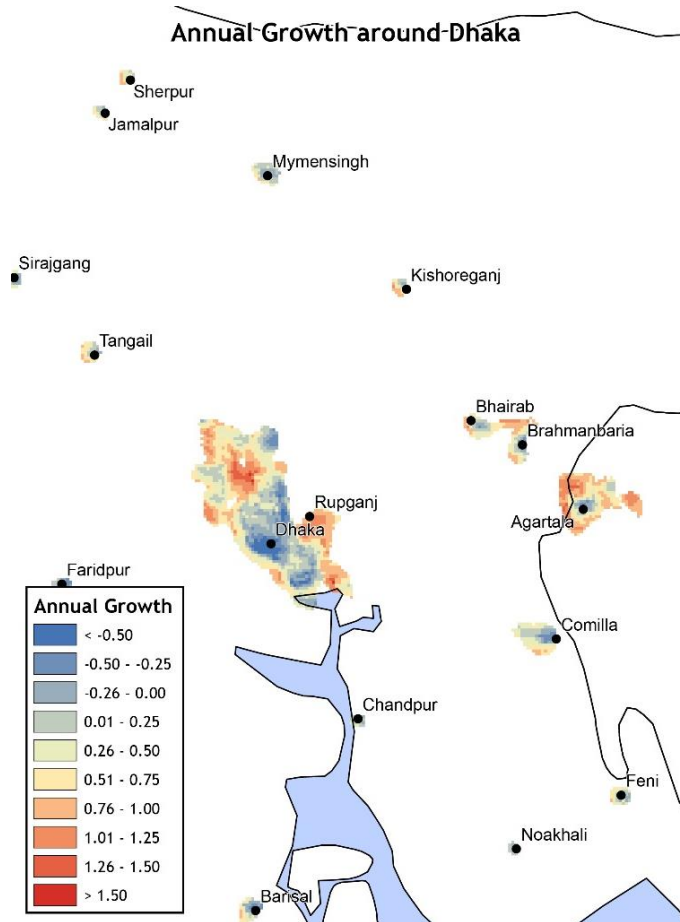 Annual Growth around Dhaka
Sherpur
Jamalpur
Mymensingh
Sirajgang
Kishoreganj
Tangail
Bhairab
Brahmanbaria
Rupganj
Agartala
Dhaka
Faridpur
Annual Growth
< -0.50
-0.50 - -0.25
-0.26 - 0.00
0.01 - 0.25
0.26 - 0.50
0.51 - 0.75
0.76 - 1.00
1.01 - 1.25
1.26 - 1.50
> 1.50
Comilla
Chandpur
Feni
Noakhali
Barisal